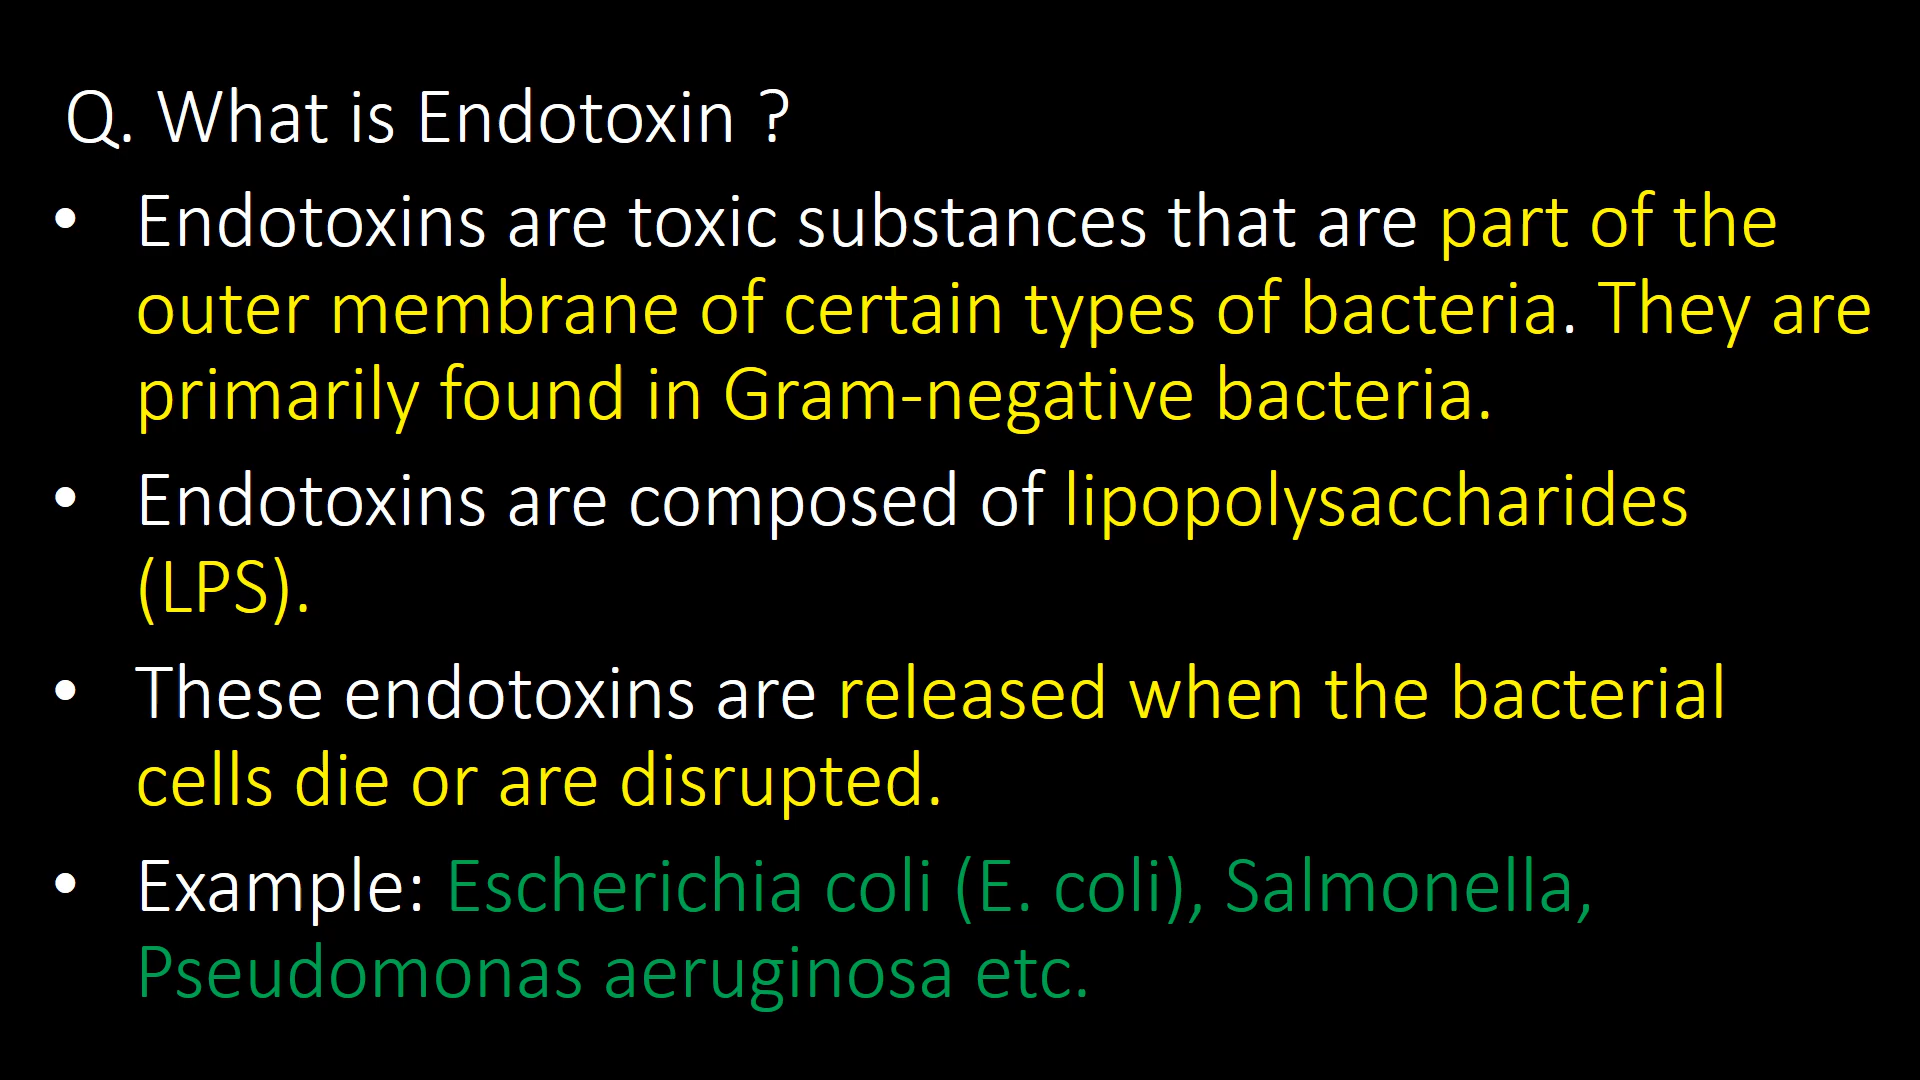 Q. What is Endotoxin ?
• Endotoxins are toxic substances that are part of the
outer membrane of certain types of bacteria. They are
primarily found in Gram-negative bacteria.
• Endotoxins are composed of lipopolysaccharides
(LPS).
• These endotoxins are released when the bacterial
cells die or are disrupted.
• Example: Escherichia coli (E. coli), Salmonella,
Pseudomonas aeruginosa etc.